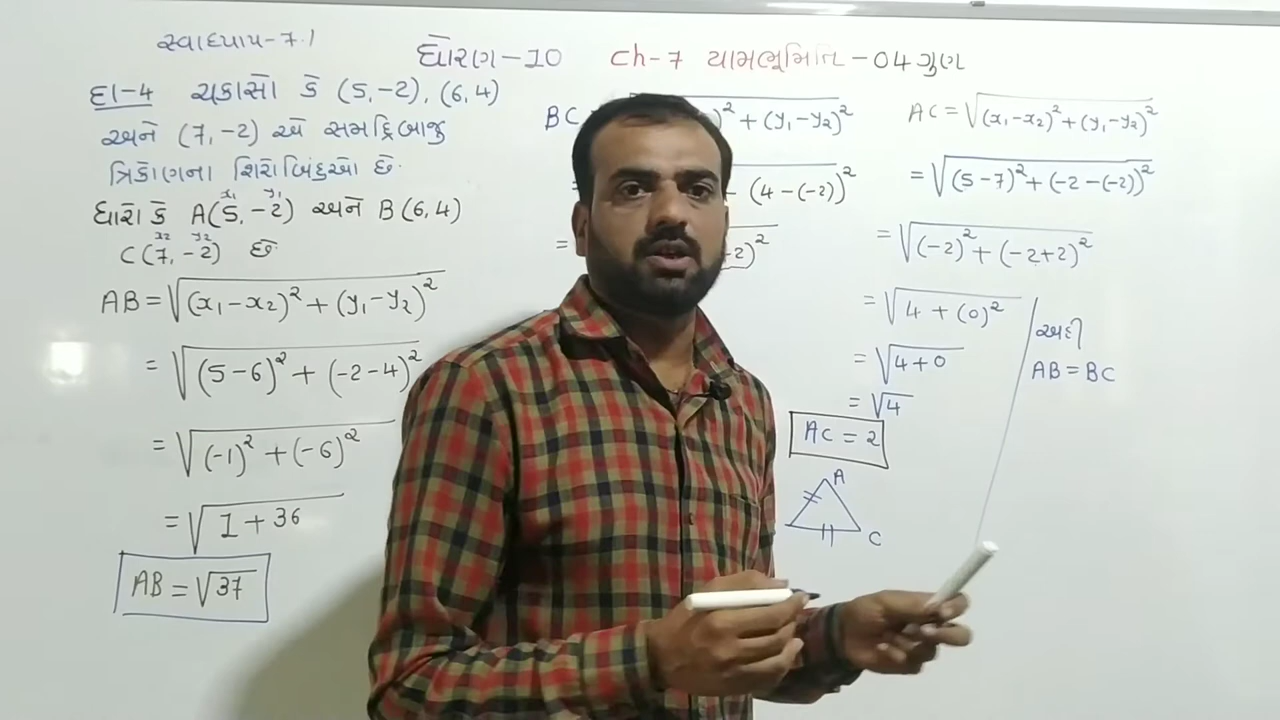 સ્વાધ્યાય-7.1
ધોરણ-10 Ch-7 યામભૂમિતિ-04 ગુણ
દા-4 ચકાસો કે (5,-2), (6,4)
અને (7,-2) એ સમદ્વિબાજુ
ત્રિકોણના શિરોબિંદુઓ છે.
x₁ y₁
ધારો કે A(5,-2) અને B(6,4)
x₂ y₂
C(7,-2) છે
AB=√(x₁-x₂)²+(y₁-y₂)²
=√(5-6)²+(-2-4)²
=√(-1)²+(-6)²
=√1+36
AB=√37
BC )²+(y₁-y₂)²
= - (4-(-2))²
= -2)²
AC=√(x₁-x₂)²+(y₁-y₂)²
=√(5-7)²+(-2-(-2))²
=√(-2)²+(-2+2)²
=√4+(0)²
=√4+0
=√4
AC=2
A
C
અહીં
AB=BC